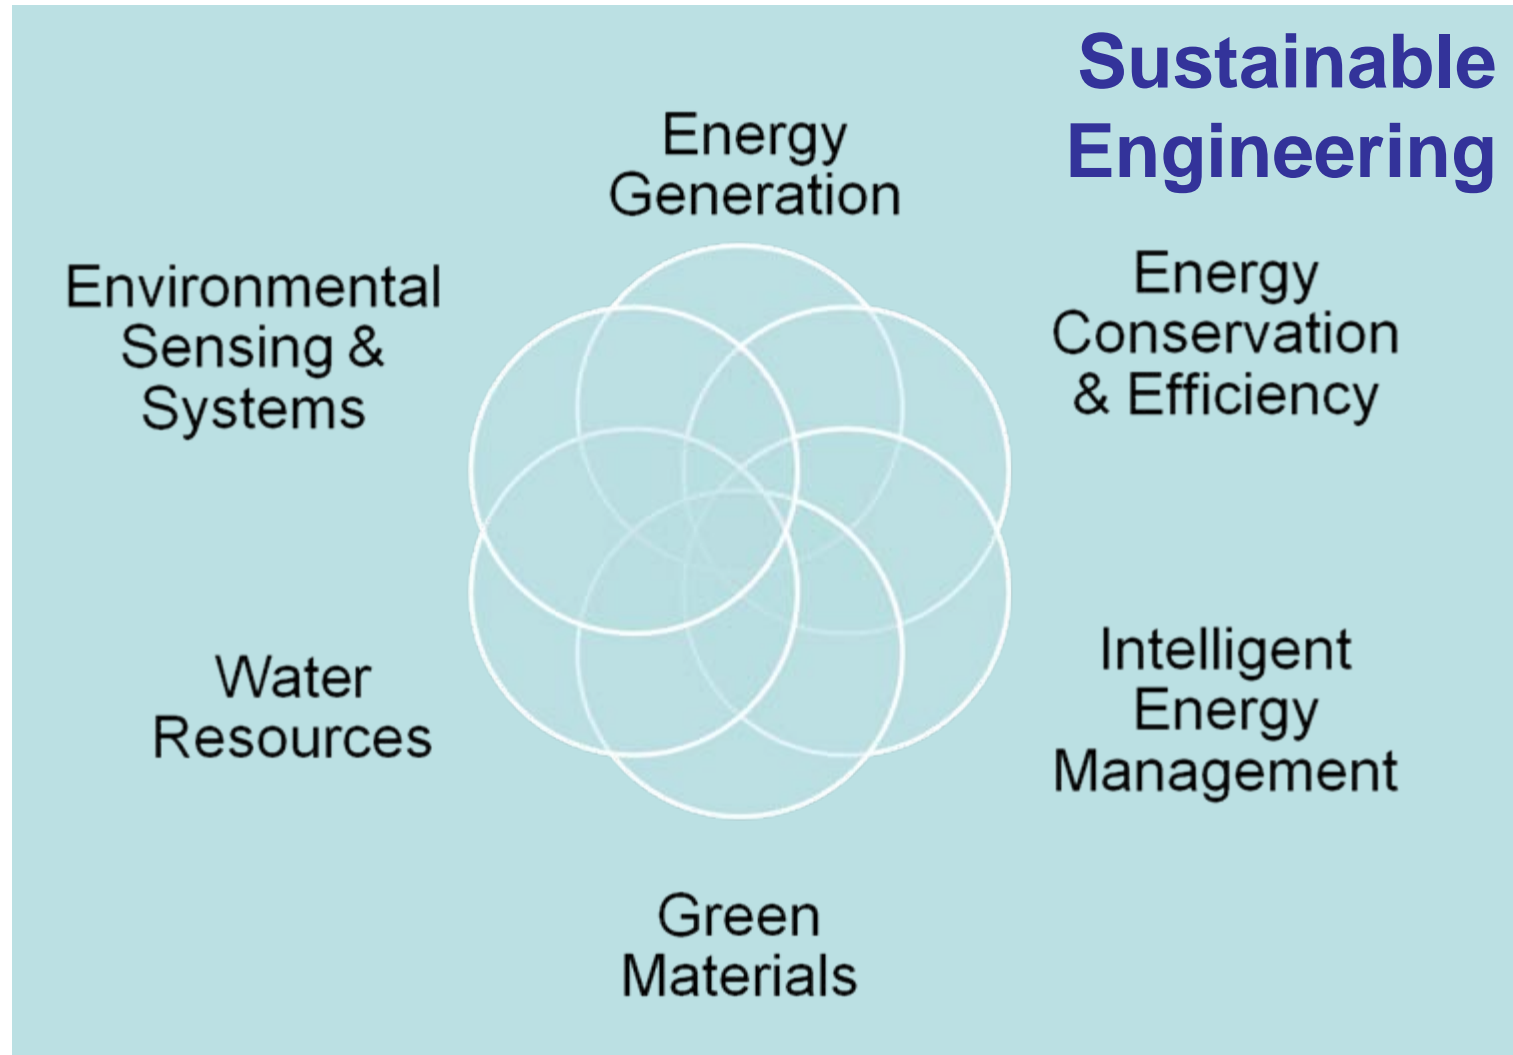 Sustainable
Engineering
Energy
Generation
Energy
Conservation
& Efficiency
Intelligent
Energy
Management
Green
Materials
Water
Resources
Environmental
Sensing &
Systems